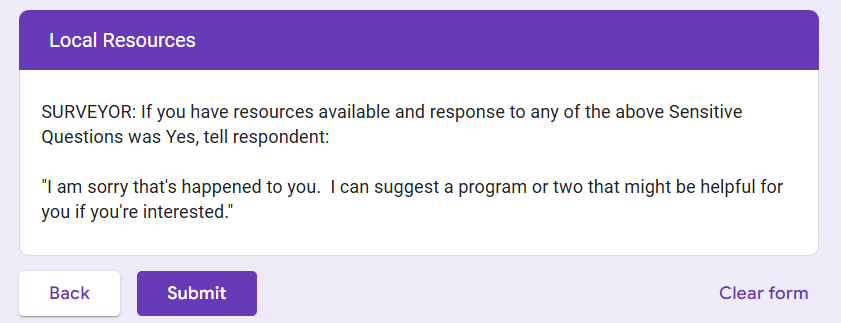 Local Resources
SURVEYOR: If you have resources available and response to any of the above Sensitive
Questions was Yes, tell respondent:
"I am sorry that's happened to you.  I can suggest a program or two that might be helpful for
you if you're interested."
Back
Submit
Clear form